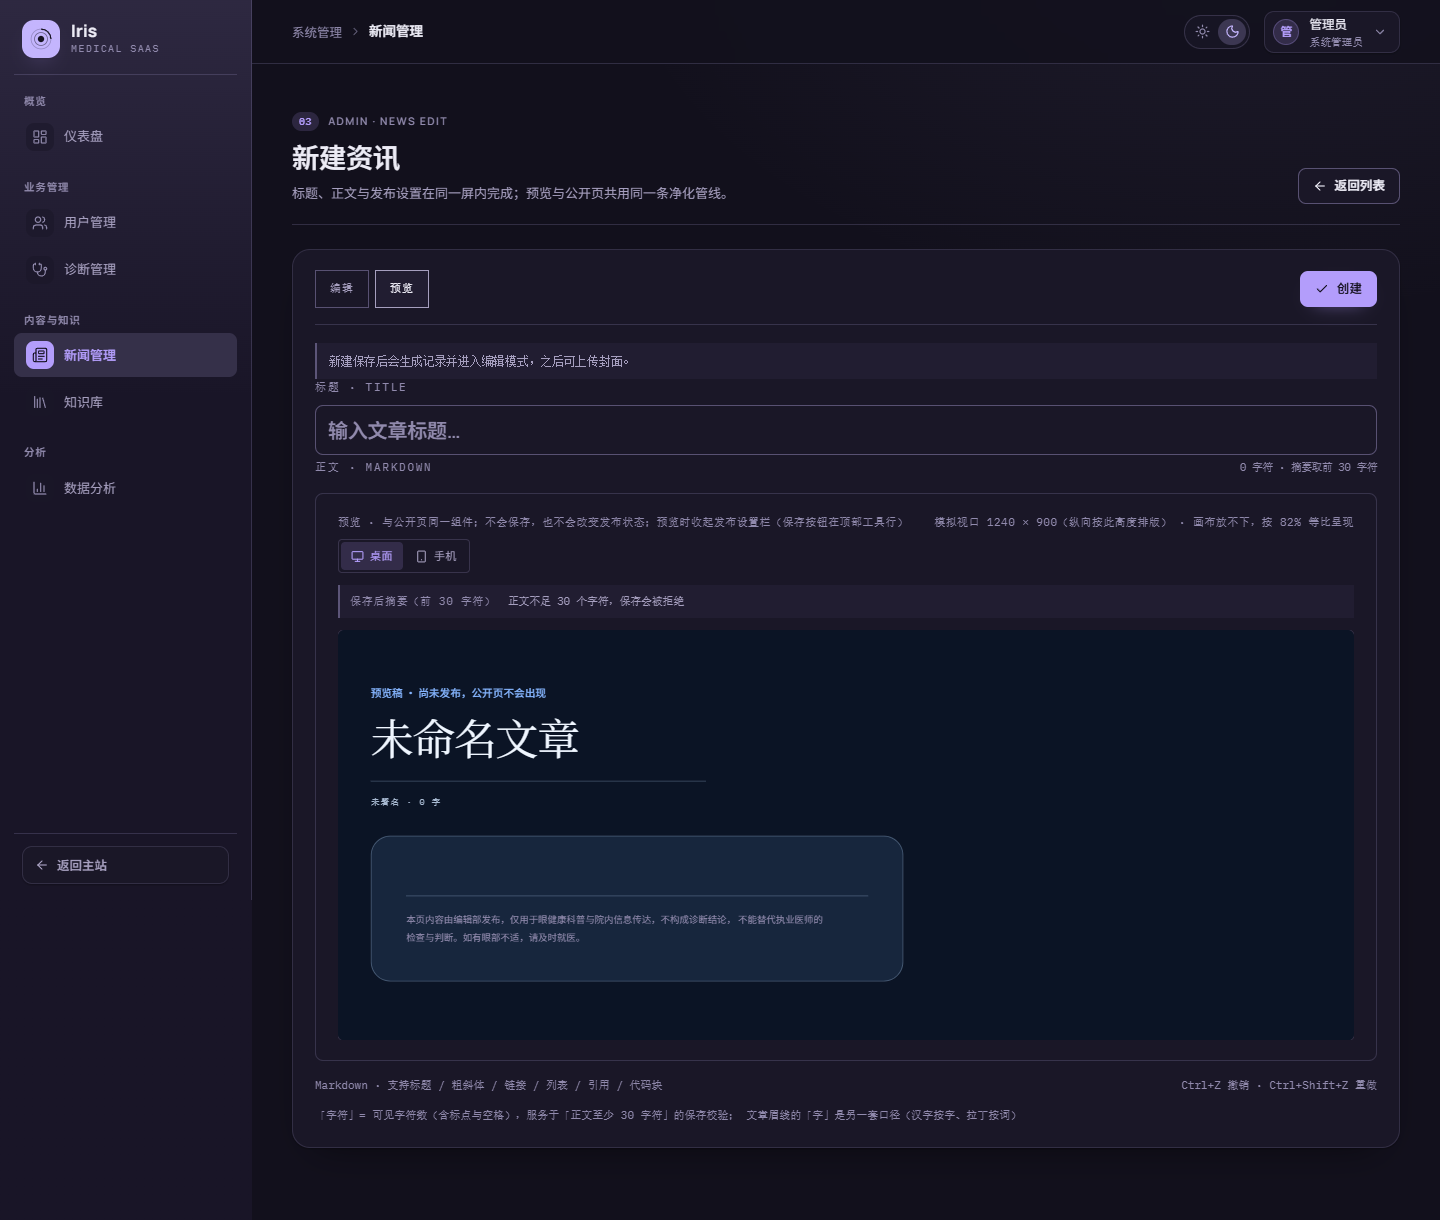 Iris
MEDICAL SAAS
概览
仪表盘
业务管理
用户管理
诊断管理
内容与知识
新闻管理
知识库
分析
数据分析
返回主站
系统管理
新闻管理
管
管理员
系统管理员
03
ADMIN · NEWS EDIT
新建资讯
标题、正文与发布设置在同一屏内完成；预览与公开页共用同一条净化管线。
返回列表
编辑
预览
创建
新建保存后会生成记录并进入编辑模式，之后可上传封面。
标题 · TITLE
输入文章标题…
正文 · MARKDOWN
0 字符 · 摘要取前 30 字符
预览 · 与公开页同一组件；不会保存，也不会改变发布状态；预览时收起发布设置栏（保存按钮在顶部工具行）
模拟视口 1240 × 900（纵向按此高度排版） · 画布放不下，按 82% 等比呈现
桌面
手机
保存后摘要（前 30 字符）
正文不足 30 个字符，保存会被拒绝
预览稿 · 尚未发布，公开页不会出现
未命名文章
未署名 · 0 字
本页内容由编辑部发布，仅用于眼健康科普与院内信息传达，不构成诊断结论， 不能替代执业医师的
检查与判断。如有眼部不适，请及时就医。
Markdown · 支持标题 / 粗斜体 / 链接 / 列表 / 引用 / 代码块
Ctrl+Z 撤销 · Ctrl+Shift+Z 重做
「字符」= 可见字符数（含标点与空格），服务于「正文至少 30 字符」的保存校验； 文章眉线的「字」是另一套口径（汉字按字、拉丁按词）